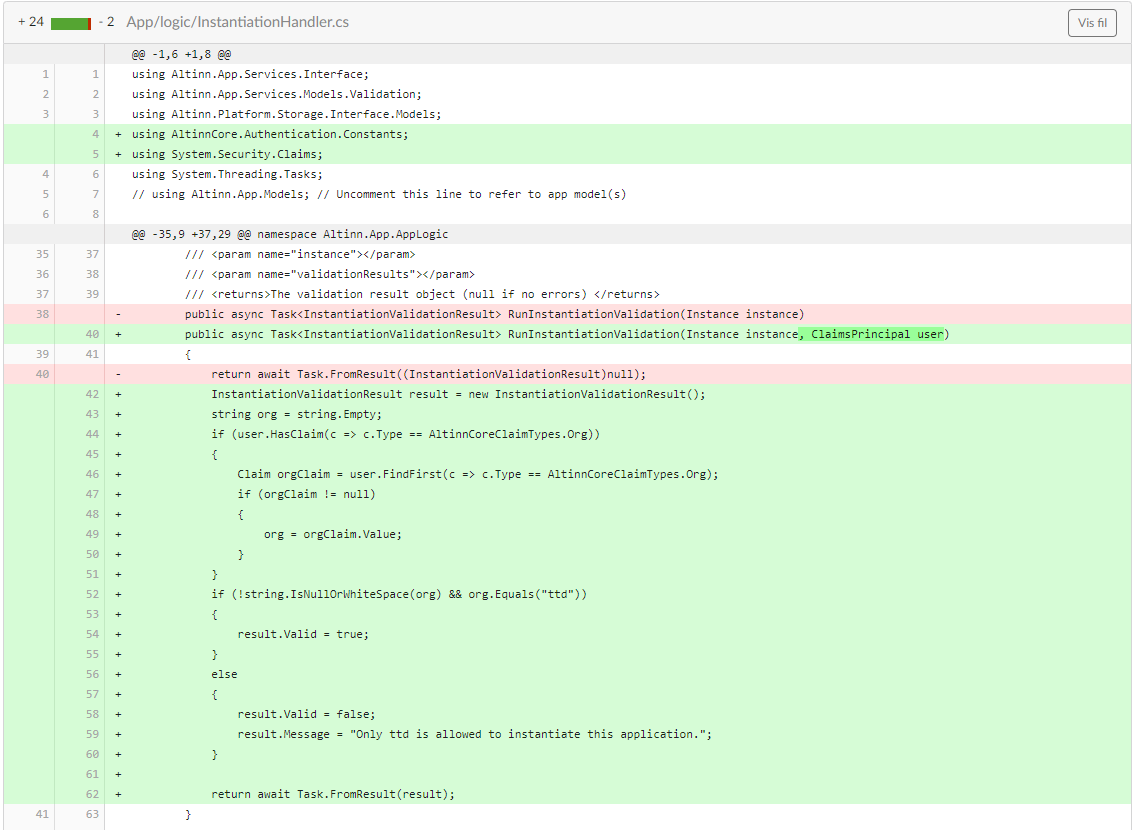 + 24 - 2 App/logic/InstantiationHandler.cs Vis fil
@@ -1,6 +1,8 @@
1 1 using Altinn.App.Services.Interface;
2 2 using Altinn.App.Services.Models.Validation;
3 3 using Altinn.Platform.Storage.Interface.Models;
4 + using AltinnCore.Authentication.Constants;
5 + using System.Security.Claims;
4 6 using System.Threading.Tasks;
5 7 // using Altinn.App.Models; // Uncomment this line to refer to app model(s)
6 8
@@ -35,9 +37,29 @@ namespace Altinn.App.AppLogic
35 37 /// <param name="instance"></param>
36 38 /// <param name="validationResults"></param>
37 39 /// <returns>The validation result object (null if no errors) </returns>
38 - public async Task<InstantiationValidationResult> RunInstantiationValidation(Instance instance)
40 + public async Task<InstantiationValidationResult> RunInstantiationValidation(Instance instance, ClaimsPrincipal user)
39 41 {
40 - return await Task.FromResult((InstantiationValidationResult)null);
42 + InstantiationValidationResult result = new InstantiationValidationResult();
43 + string org = string.Empty;
44 + if (user.HasClaim(c => c.Type == AltinnCoreClaimTypes.Org))
45 + {
46 + Claim orgClaim = user.FindFirst(c => c.Type == AltinnCoreClaimTypes.Org);
47 + if (orgClaim != null)
48 + {
49 + org = orgClaim.Value;
50 + }
51 + }
52 + if (!string.IsNullOrWhiteSpace(org) && org.Equals("ttd"))
53 + {
54 + result.Valid = true;
55 + }
56 + else
57 + {
58 + result.Valid = false;
59 + result.Message = "Only ttd is allowed to instantiate this application.";
60 + }
61 +
62 + return await Task.FromResult(result);
41 63 }